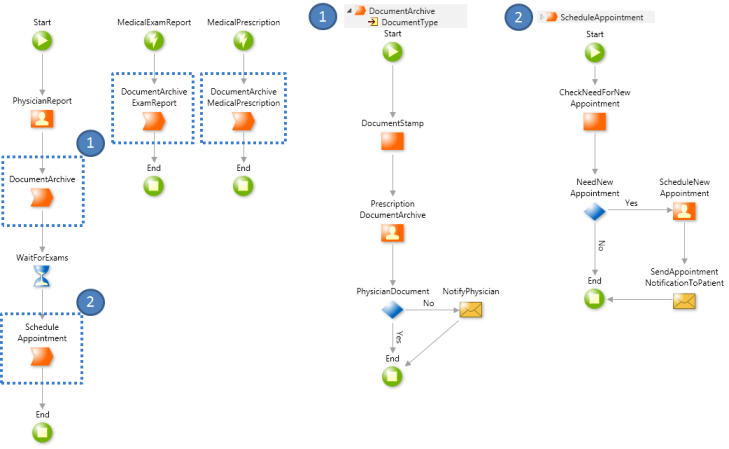 Start
PhysicianReport
1
DocumentArchive
WaitForExams
2
Schedule
Appointment
End
MedicalExamReport
DocumentArchive
ExamReport
End
MedicalPrescription
DocumentArchive
MedicalPrescription
End
1
DocumentArchive
DocumentType
Start
DocumentStamp
Prescription
DocumentArchive
PhysicianDocument
No
NotifyPhysician
Yes
End
2
ScheduleAppointment
Start
CheckNeedForNew
Appointment
NeedNew
Appointment
Yes
ScheduleNew
Appointment
No
End
SendAppointment
NotificationToPatient